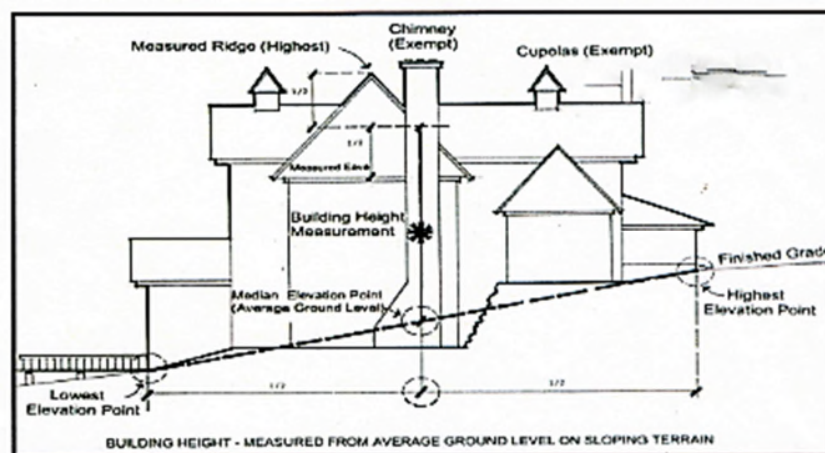 Chimney
(Exempt)
Measured Ridge (Highest)
Cupolas (Exempt)
1/2
1/2
Measured Eave
Building Height
Measurement
Finished Grade
Median Elevation Point
(Average Ground Level)
Highest
Elevation Point
Lowest
Elevation Point
1/2
1/2
BUILDING HEIGHT - MEASURED FROM AVERAGE GROUND LEVEL ON SLOPING TERRAIN